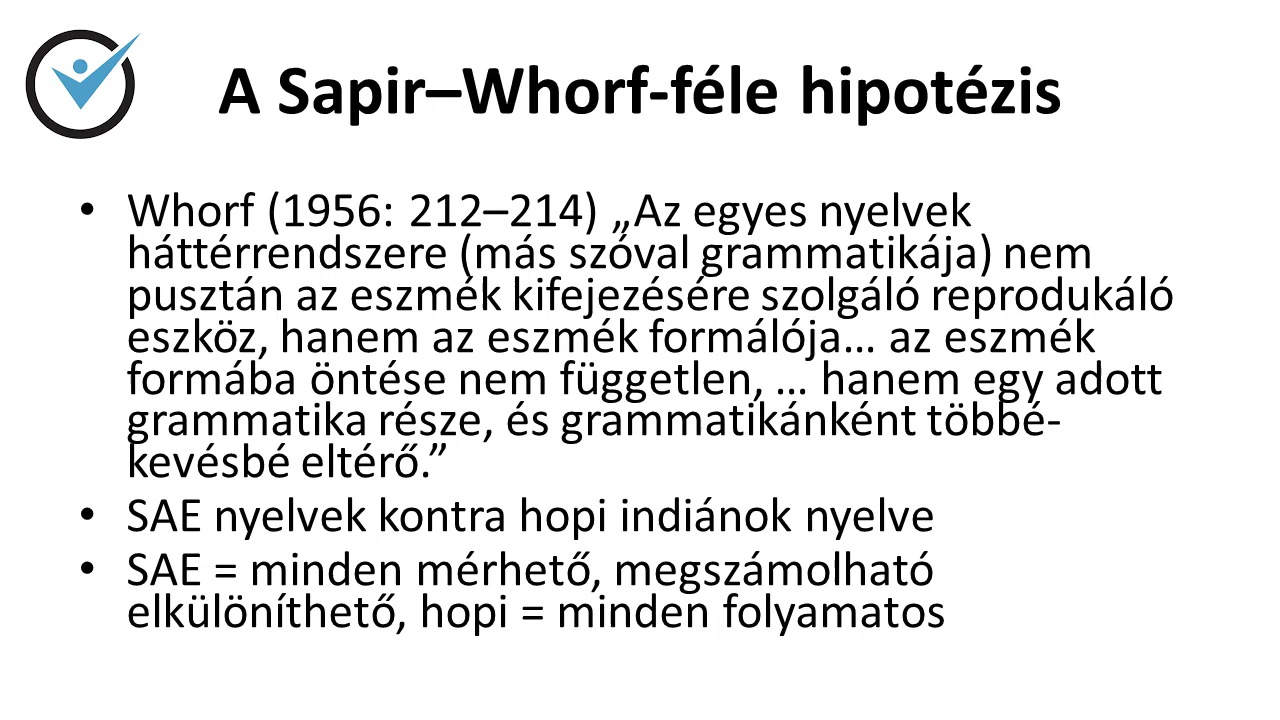 A Sapir–Whorf-féle hipotézis
• Whorf (1956: 212–214) „Az egyes nyelvek
háttérrendszere (más szóval grammatikája) nem
pusztán az eszmék kifejezésére szolgáló reprodukáló
eszköz, hanem az eszmék formálója… az eszmék
formába öntése nem független, … hanem egy adott
grammatika része, és grammatikánként többé-
kevésbé eltérő.”
• SAE nyelvek kontra hopi indiánok nyelve
• SAE = minden mérhető, megszámolható
elkülöníthető, hopi = minden folyamatos